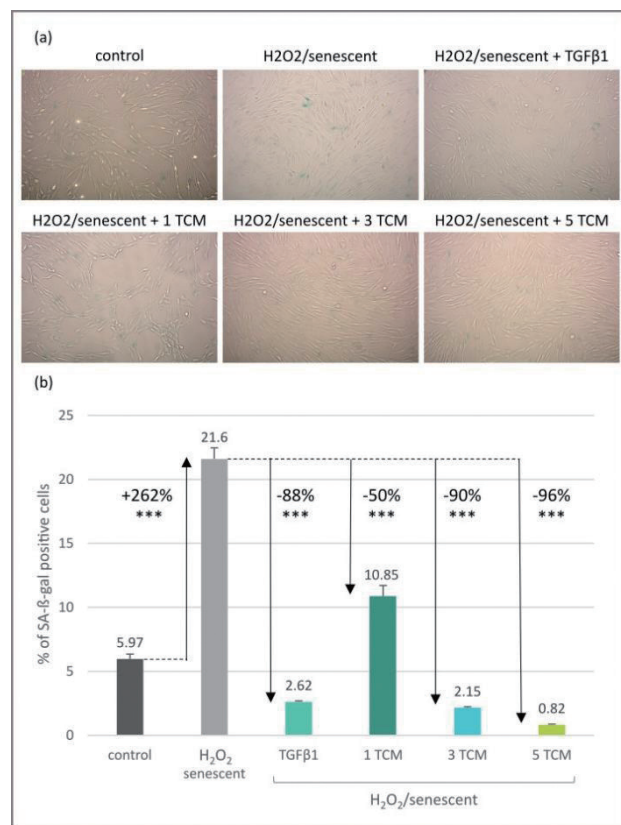 (a)
control H2O2/senescent H2O2/senescent + TGFβ1
H2O2/senescent + 1 TCM H2O2/senescent + 3 TCM H2O2/senescent + 5 TCM
(b)
% of SA-ß-gal positive cells
25
20
15
10
5
0
21.6
+262% -88% -50% -90% -96%
*** *** *** *** ***
10.85
5.97
2.62 2.15 0.82
control H₂O₂ TGFβ1 1 TCM 3 TCM 5 TCM
senescent
H₂O₂/senescent